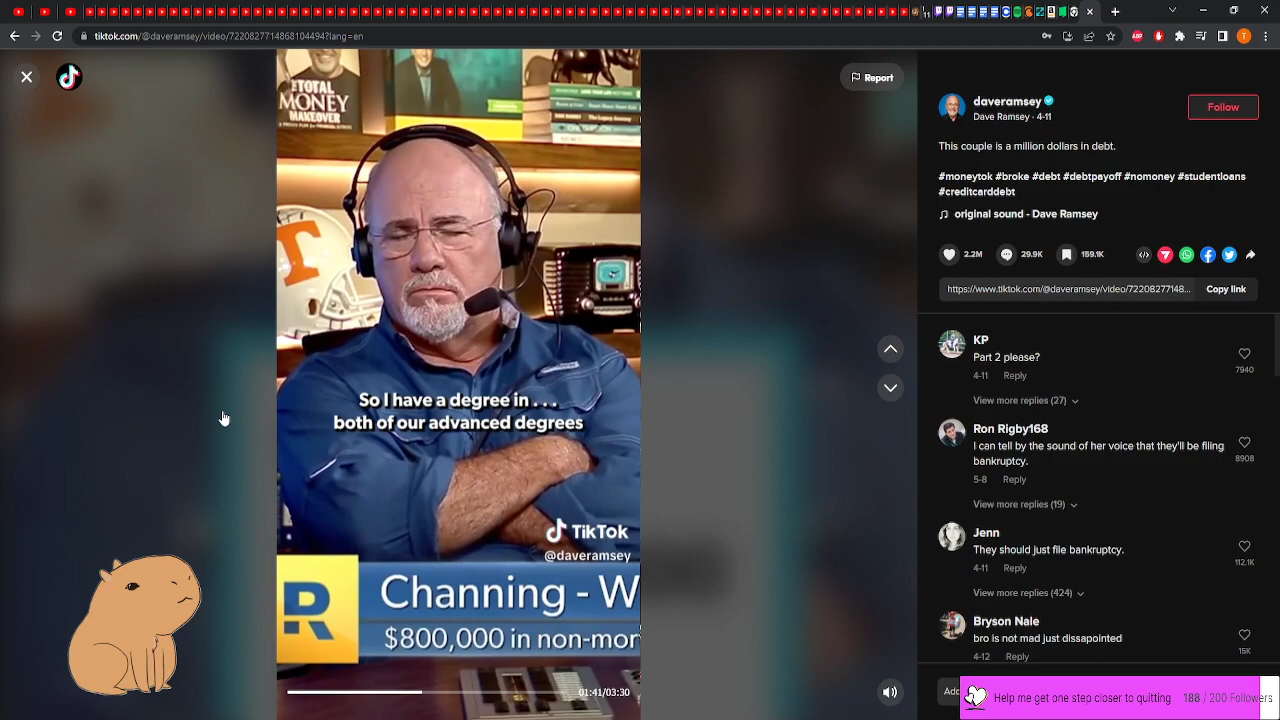 tiktok.com/@daveramsey/video/7220827714868104494?lang=en
T
Report
THE
TOTAL
MONEY
MAKEOVER
T
So I have a degree in . . .
both of our advanced degrees
TikTok
@daveramsey
R
Channing - W
$800,000 in non-mor
01:41/03:30
daveramsey
Dave Ramsey · 4-11
Follow
This couple is a million dollars in debt.
#moneytok #broke #debt #debtpayoff #nomoney #studentloans
#creditcarddebt
original sound - Dave Ramsey
2.2M
29.9K
159.1K
https://www.tiktok.com/@daveramsey/video/72208277148...
Copy link
KP
Part 2 please?
4-11 Reply
7940
View more replies (27)
Ron Rigby168
I can tell by the sound of voice that they'll be filing
bankruptcy.
5-8 Reply
8908
View more replies (19)
Jenn
They should just file bankruptcy.
4-11 Reply
112.1K
View more replies (424)
Bryson Nale
bro not mad just dissapointed
4-12 Reply
15K
Add
Help me get one step closer to quitting 188 / 200 Follow